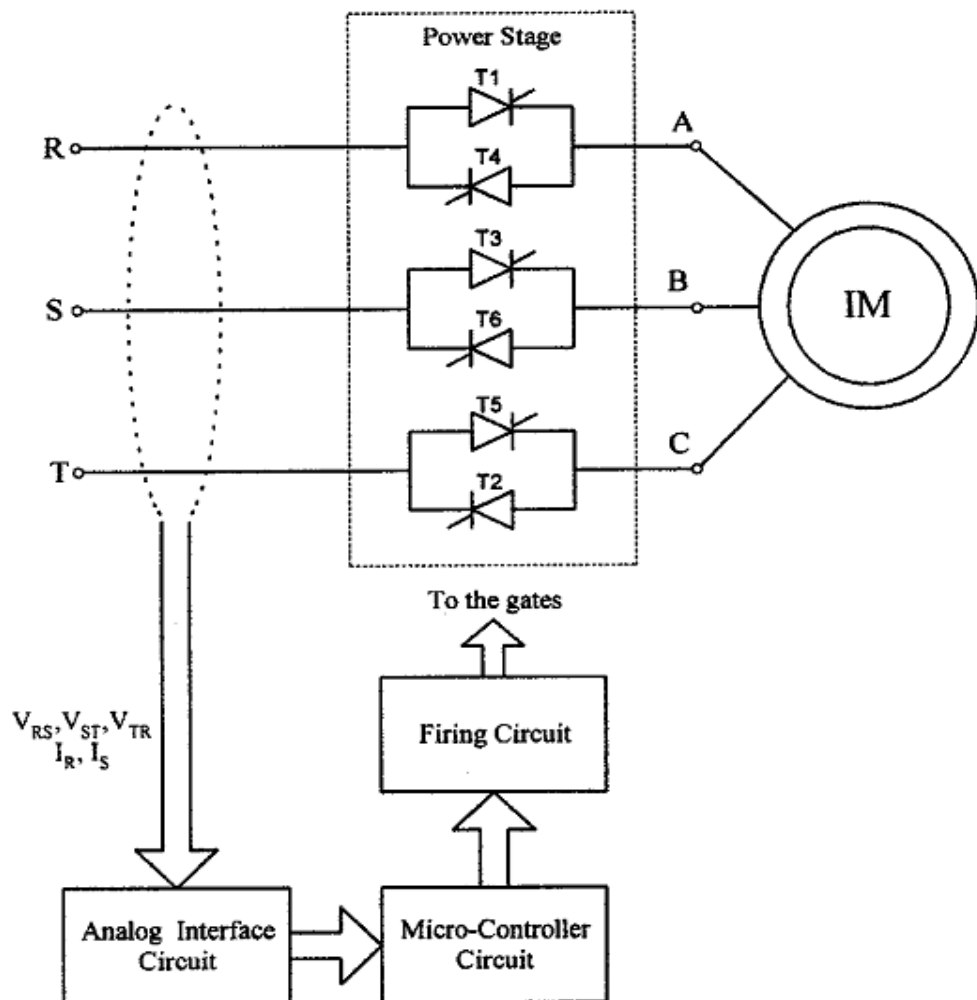 Power Stage
T1
R
A
T4
T3
S
B
IM
T6
T5
T
C
T2
To the gates
V_RS, V_ST, V_TR
I_R, I_S
Firing Circuit
Analog Interface
Circuit
Micro-Controller
Circuit